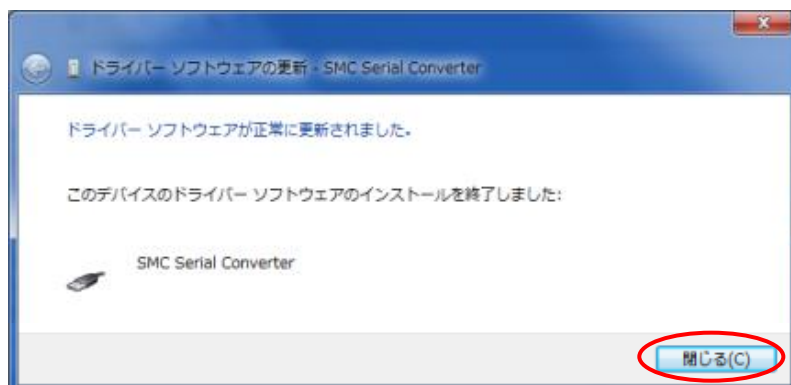 ドライバー ソフトウェアの更新 - SMC Serial Converter
ドライバー ソフトウェアが正常に更新されました。
このデバイスのドライバー ソフトウェアのインストールを終了しました:
SMC Serial Converter
閉じる(C)